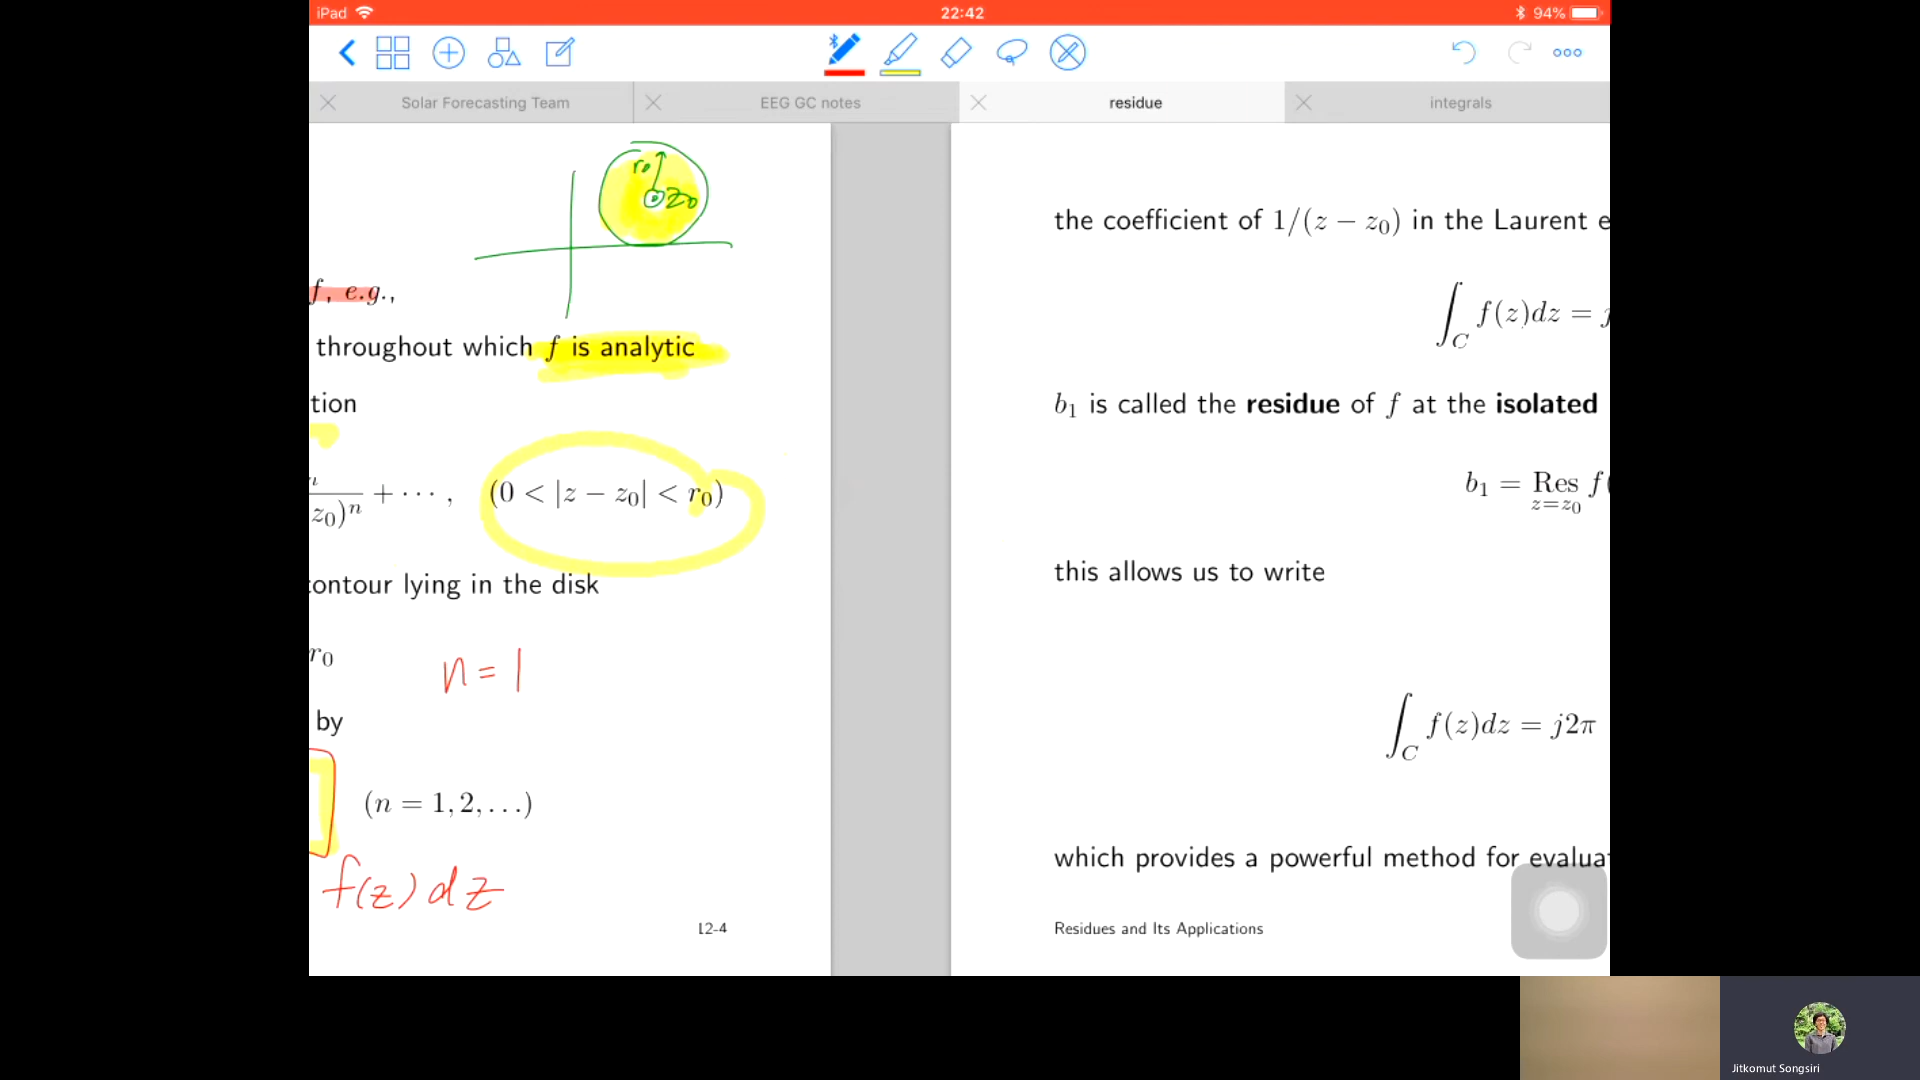 iPad 22:42 94%
Solar Forecasting Team EEG GC notes residue integrals
r0
z0
f, e.g.,
throughout which f is analytic
tion
z0)^n + ··· , (0 < |z − z0| < r0)
contour lying in the disk
r0 n = 1
by
(n = 1, 2, . . .)
f(z) dz
12-4
the coefficient of 1/(z − z0) in the Laurent e
∫_C f(z)dz = j
b1 is called the residue of f at the isolated
b1 = Res f(
z=z0
this allows us to write
∫_C f(z)dz = j2π
which provides a powerful method for evalua
Residues and Its Applications
Jitkomut Songsiri